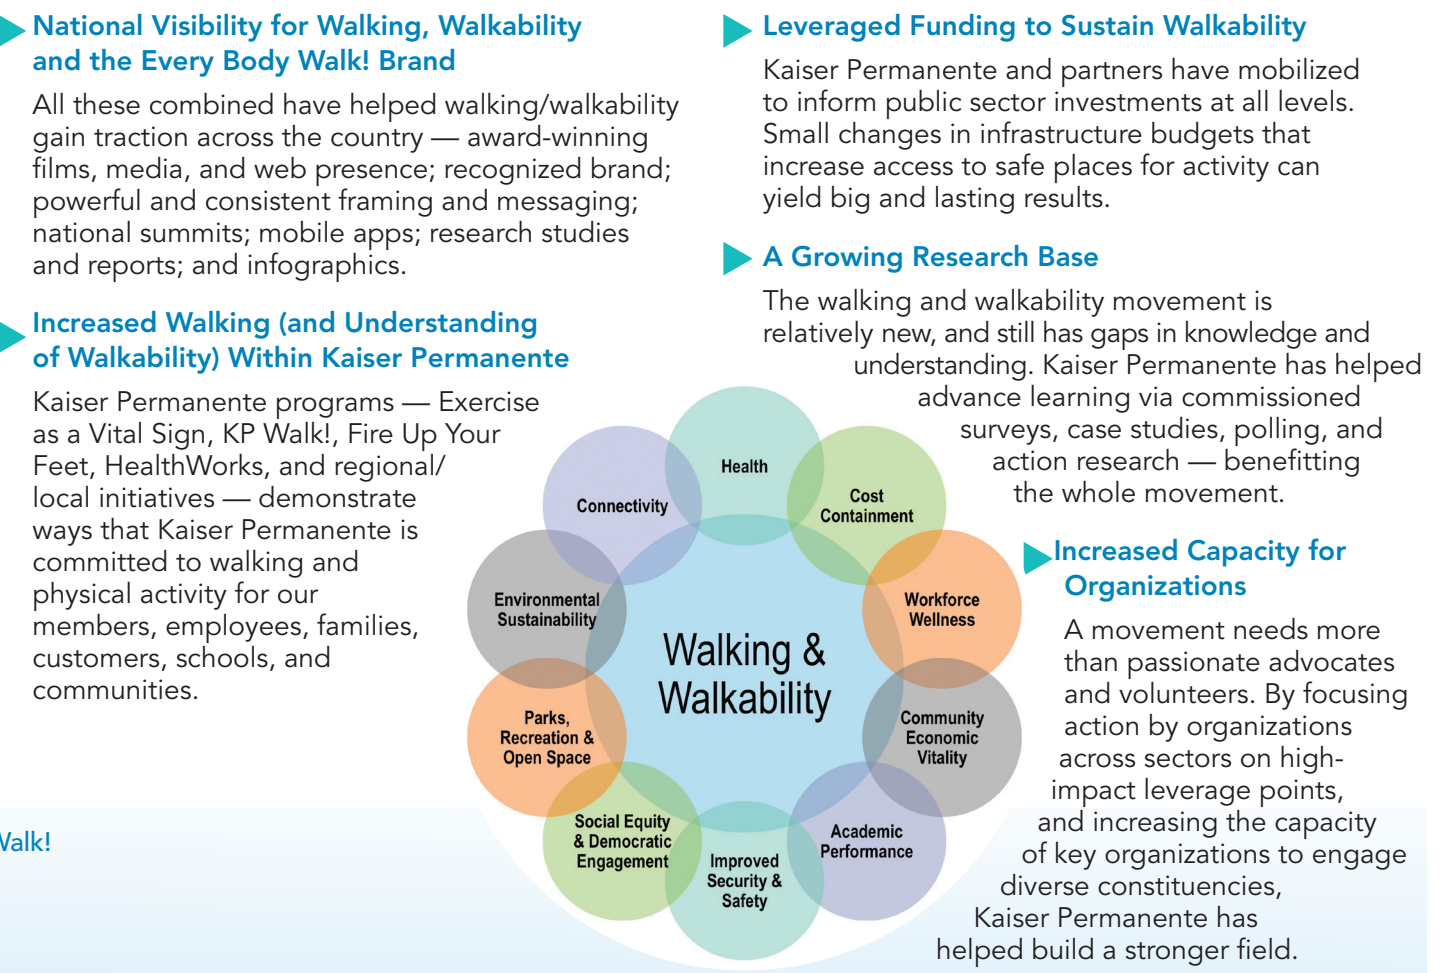 National Visibility for Walking, Walkability
and the Every Body Walk! Brand
All these combined have helped walking/walkability
gain traction across the country — award-winning
films, media, and web presence; recognized brand;
powerful and consistent framing and messaging;
national summits; mobile apps; research studies
and reports; and infographics.
Increased Walking (and Understanding
of Walkability) Within Kaiser Permanente
Kaiser Permanente programs — Exercise
as a Vital Sign, KP Walk!, Fire Up Your
Feet, HealthWorks, and regional/
local initiatives — demonstrate
ways that Kaiser Permanente is
committed to walking and
physical activity for our
members, employees, families,
customers, schools, and
communities.
Walk!
Leveraged Funding to Sustain Walkability
Kaiser Permanente and partners have mobilized
to inform public sector investments at all levels.
Small changes in infrastructure budgets that
increase access to safe places for activity can
yield big and lasting results.
A Growing Research Base
The walking and walkability movement is
relatively new, and still has gaps in knowledge and
understanding. Kaiser Permanente has helped
advance learning via commissioned
surveys, case studies, polling, and
action research — benefitting
the whole movement.
Increased Capacity for
Organizations
A movement needs more
than passionate advocates
and volunteers. By focusing
action by organizations
across sectors on high-
impact leverage points,
and increasing the capacity
of key organizations to engage
diverse constituencies,
Kaiser Permanente has
helped build a stronger field.
Walking &
Walkability
Health
Cost
Containment
Workforce
Wellness
Community
Economic
Vitality
Academic
Performance
Improved
Security &
Safety
Social Equity
& Democratic
Engagement
Parks,
Recreation &
Open Space
Environmental
Sustainability
Connectivity